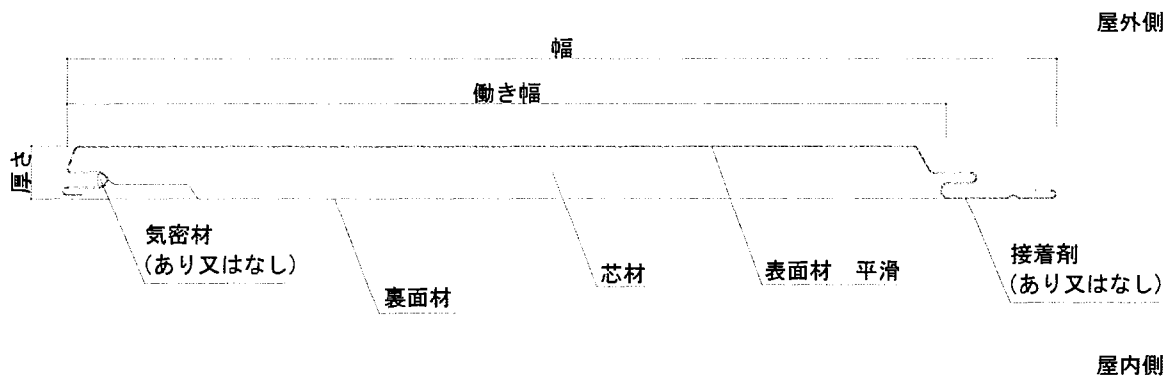 屋外側
幅
働き幅
厚さ
気密材
(あり又はなし)
裏面材
芯材
表面材　平滑
接着剤
(あり又はなし)
屋内側